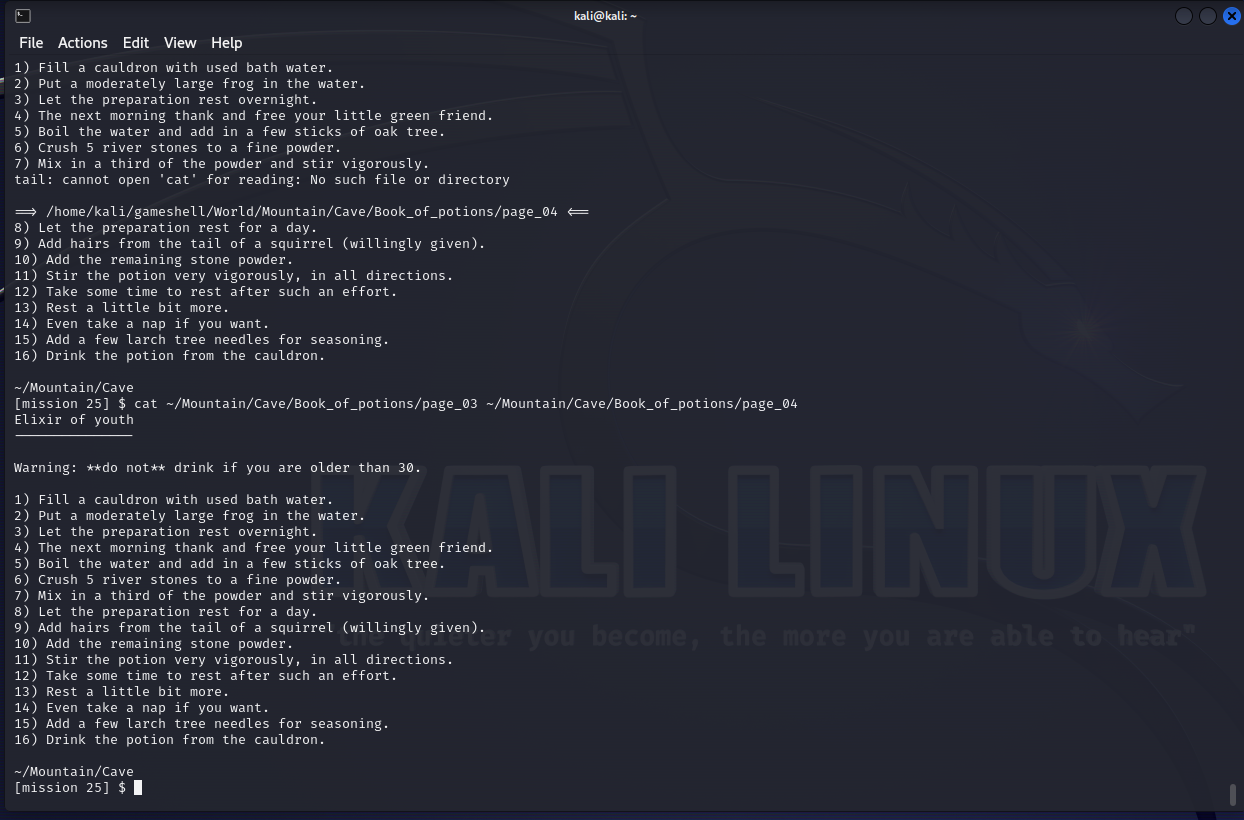 kali@kali: ~
File Actions Edit View Help
1) Fill a cauldron with used bath water.
2) Put a moderately large frog in the water.
3) Let the preparation rest overnight.
4) The next morning thank and free your little green friend.
5) Boil the water and add in a few sticks of oak tree.
6) Crush 5 river stones to a fine powder.
7) Mix in a third of the powder and stir vigorously.
tail: cannot open 'cat' for reading: No such file or directory
==> /home/kali/gameshell/World/Mountain/Cave/Book_of_potions/page_04 <==
8) Let the preparation rest for a day.
9) Add hairs from the tail of a squirrel (willingly given).
10) Add the remaining stone powder.
11) Stir the potion very vigorously, in all directions.
12) Take some time to rest after such an effort.
13) Rest a little bit more.
14) Even take a nap if you want.
15) Add a few larch tree needles for seasoning.
16) Drink the potion from the cauldron.
~/Mountain/Cave
[mission 25] $ cat ~/Mountain/Cave/Book_of_potions/page_03 ~/Mountain/Cave/Book_of_potions/page_04
Elixir of youth
Warning: **do not** drink if you are older than 30.
1) Fill a cauldron with used bath water.
2) Put a moderately large frog in the water.
3) Let the preparation rest overnight.
4) The next morning thank and free your little green friend.
5) Boil the water and add in a few sticks of oak tree.
6) Crush 5 river stones to a fine powder.
7) Mix in a third of the powder and stir vigorously.
8) Let the preparation rest for a day.
9) Add hairs from the tail of a squirrel (willingly given).
10) Add the remaining stone powder.
11) Stir the potion very vigorously, in all directions.
12) Take some time to rest after such an effort.
13) Rest a little bit more.
14) Even take a nap if you want.
15) Add a few larch tree needles for seasoning.
16) Drink the potion from the cauldron.
~/Mountain/Cave
[mission 25] $
KALI LINUX
"the quieter you become, the more you are able to hear"